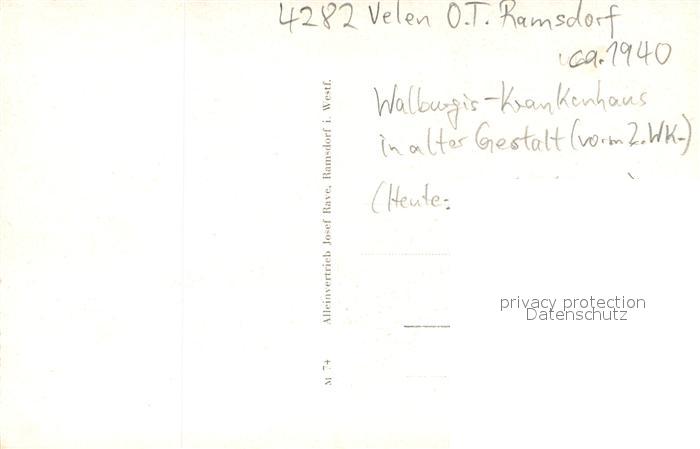 4282 Velen O.T. Ramsdorf
ca. 1940
Walburgis-Krankenhaus
in alter Gestalt (vorm 2. WK.)
(Heute:
M 74 Alleinvertrieb Josef Rave, Ramsdorf i. Westf.
privacy protection
Datenschutz